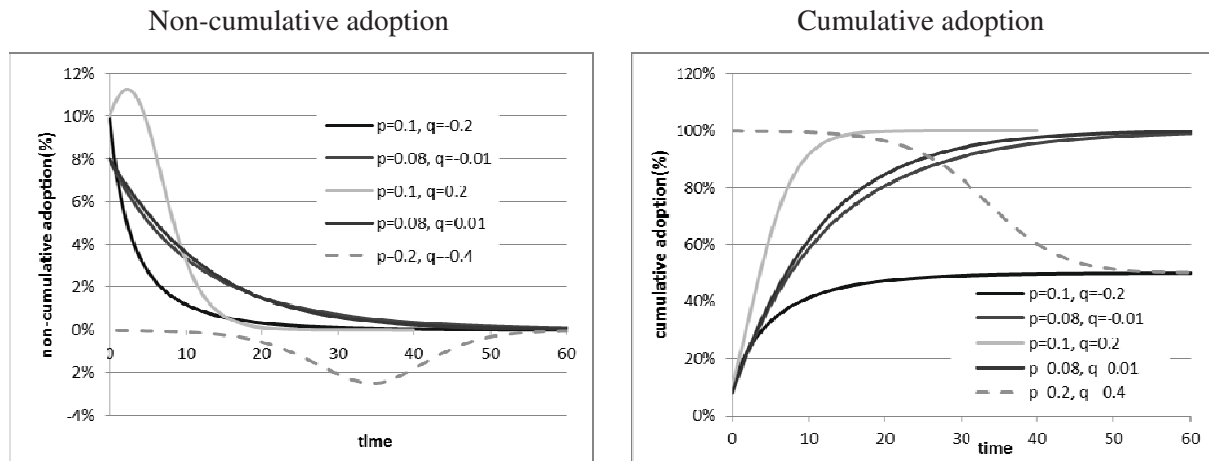 Non-cumulative adoption
12%
10%
8%
6%
4%
2%
0%
2%
-4%
non-cumulative adoption(%)
0
10
20
30
40
50
60
time
p=0.1, q=-0.2
p=0.08, q=-0.01
p=0.1, q=0.2
p=0.08, q=0.01
p=0.2, q=-0.4
Cumulative adoption
120%
100%
80%
60%
40%
20%
0%
cumulative adoption(%)
0
10
20
30
40
50
60
time
p=0.1, q=-0.2
p=0.08, q=-0.01
p=0.1, q=0.2
p 0.08, q 0.01
p 0.2, q 0.4